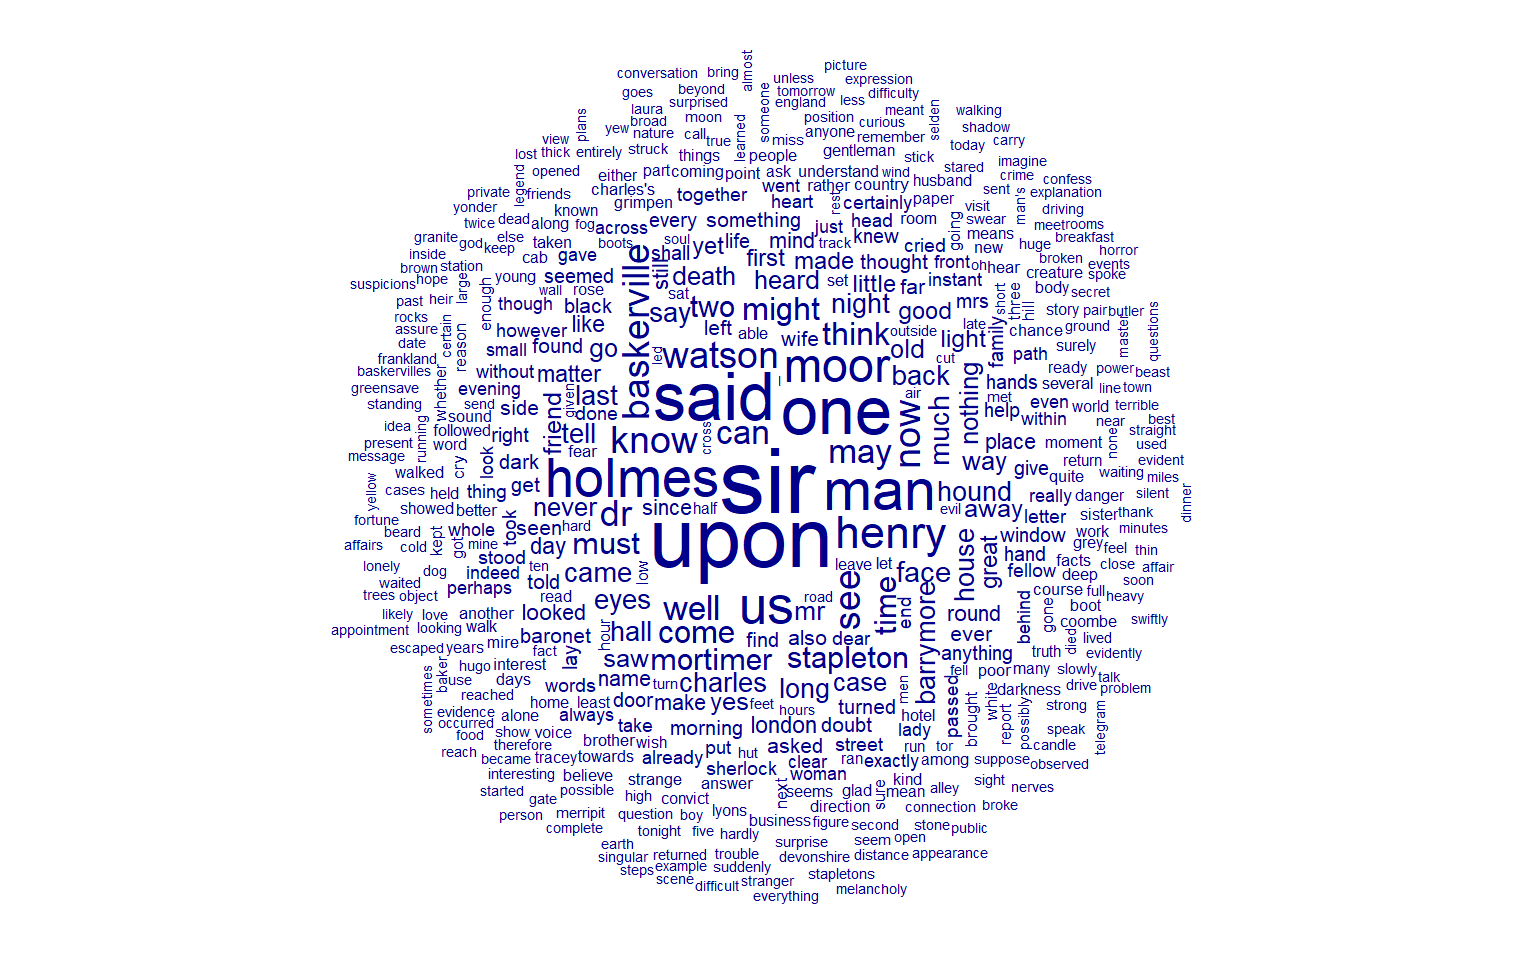 almost
conversation bring picture
goes beyond unless expression
laura surprised someone tomorrow less difficulty
plans broad moon england position meant selden walking
view yew nature call true learned miss anyone curious remember shadow
lost thick entirely struck things people gentleman stick today carry
legend opened either part coming point ask understand wind stared imagine
private friends charles's together went rather country husband sent crime confess
yonder known grimpen heart rest certainly paper visit man's explanation
twice dead along fog across every something just head room going swear driving
granite god else taken boots soul yet life mind track knew cried means meet rooms
inside keep cab gave shall first made thought front oh new huge breakfast
brown station young seemed still death heard set little far instant hear broken horror
suspicions hope large wall rose sat creature spoke events
past heir enough though black baskerville say two might night good mrs short three body secret
rocks certain however like left able wife think outside late hill story pair butler
assure reason small found go led watson moor old light family chance ground master questions
date without matter l cut path surely
frankland whether evening last said one back hands ready power beast
baskervilles send side friend given done air nothing several line town
greensave sound tell know cross can now much met help even world terrible
standing followed right fear may within near best
idea running word look dark place moment none straight
present cry thing get holmes sir man way give return used
message walked hound quite waiting evident
yellow cases held better never since half evil away really danger miles
fortune showed whole took seen hard dr upon henry letter sister thank silent dinner
beard kept got mine stood day must window work minutes
affairs cold indeed ten low house great hand grey feel thin
lonely dog perhaps told came leave let face fellow facts close affair
waited read eyes see time deep soon
trees object well us road course full heavy
likely love another looked hour hall mr end barrymore round behind boot gone coombe swiftly
appointment looking walk baronet come find also dear ever died lived
escaped years mire fact lay saw mortimer stapleton anything truth evidently
sometimes baker hugo interest name turn charles long case fell poor many slowly
use days words men passed white darkness drive talk
reached home least door make yes feet hours turned brought problem
evidence alone always take morning london doubt hotel report possibly strong
occurred show voice lady speak telegram
food therefore brother wish put hut asked street run tor candle
reach became tracey towards already sherlock clear ran exactly among suppose observed
interesting believe strange answer woman kind sight
started possible high convict next seems glad sure mean alley nerves
gate lyons direction connection broke
person merripit question boy business figure second stone public
complete tonight five hardly surprise seem open
earth
singular returned trouble devonshire distance appearance
steps example suddenly stapletons
scene difficult stranger melancholy
everything